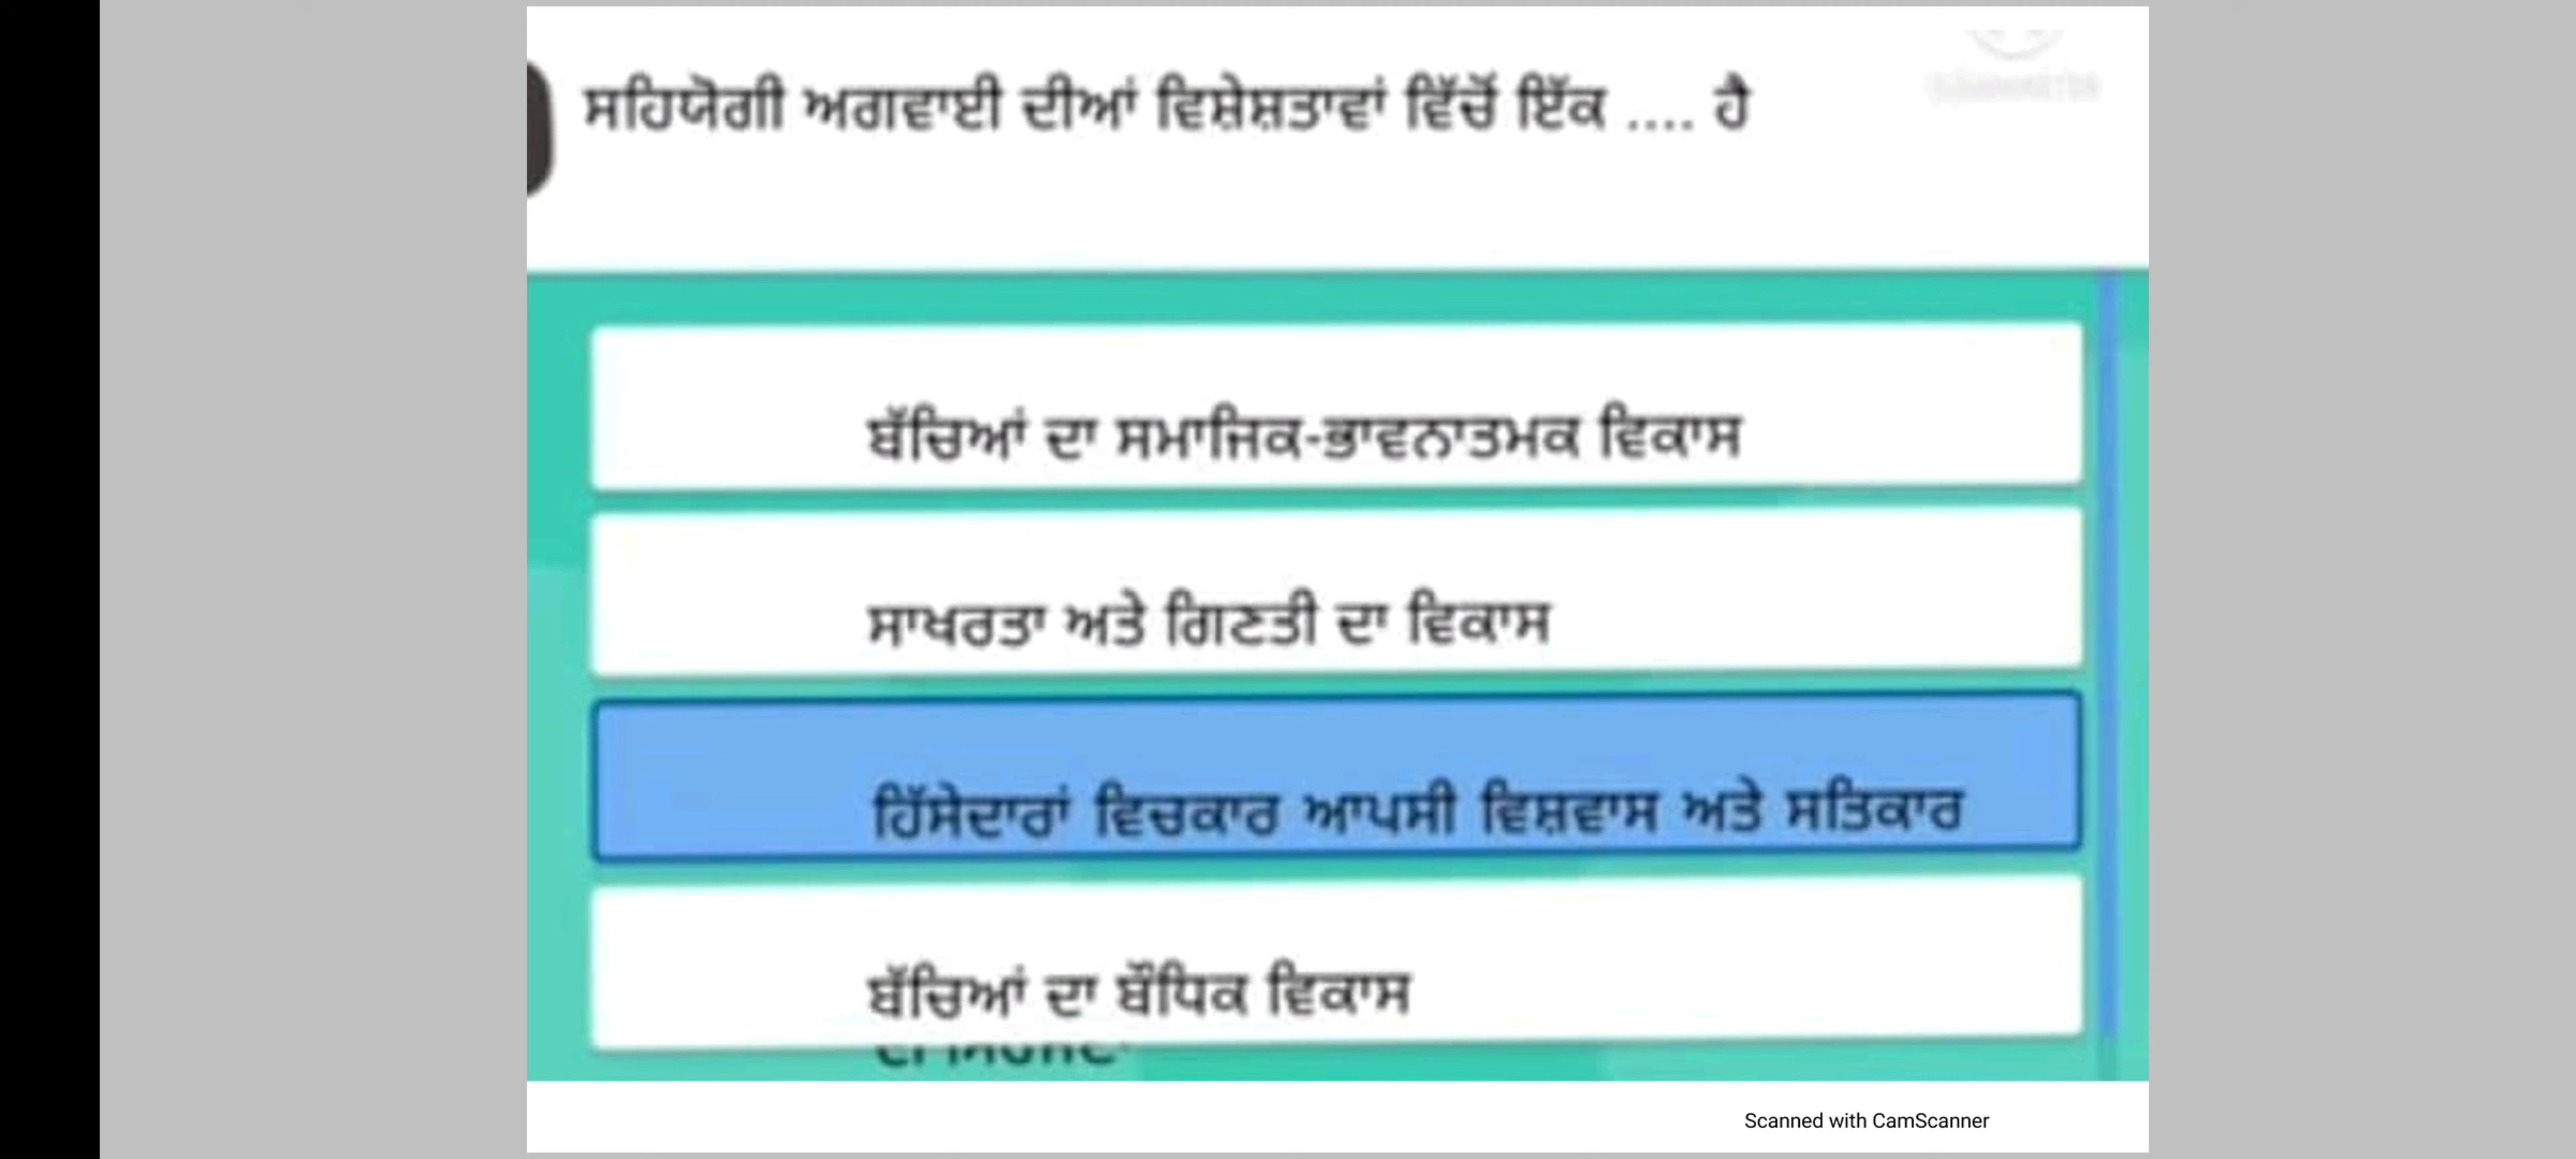 ਸਹਿਯੋਗੀ ਅਗਵਾਈ ਦੀਆਂ ਵਿਸ਼ੇਸ਼ਤਾਵਾਂ ਵਿੱਚੋਂ ਇੱਕ .... ਹੈ
ਬੱਚਿਆਂ ਦਾ ਸਮਾਜਿਕ-ਭਾਵਨਾਤਮਕ ਵਿਕਾਸ
ਸਾਖਰਤਾ ਅਤੇ ਗਿਣਤੀ ਦਾ ਵਿਕਾਸ
ਹਿੱਸੇਦਾਰਾਂ ਵਿਚਕਾਰ ਆਪਸੀ ਵਿਸ਼ਵਾਸ ਅਤੇ ਸਤਿਕਾਰ
ਬੱਚਿਆਂ ਦਾ ਬੌਧਿਕ ਵਿਕਾਸ
Scanned with CamScanner